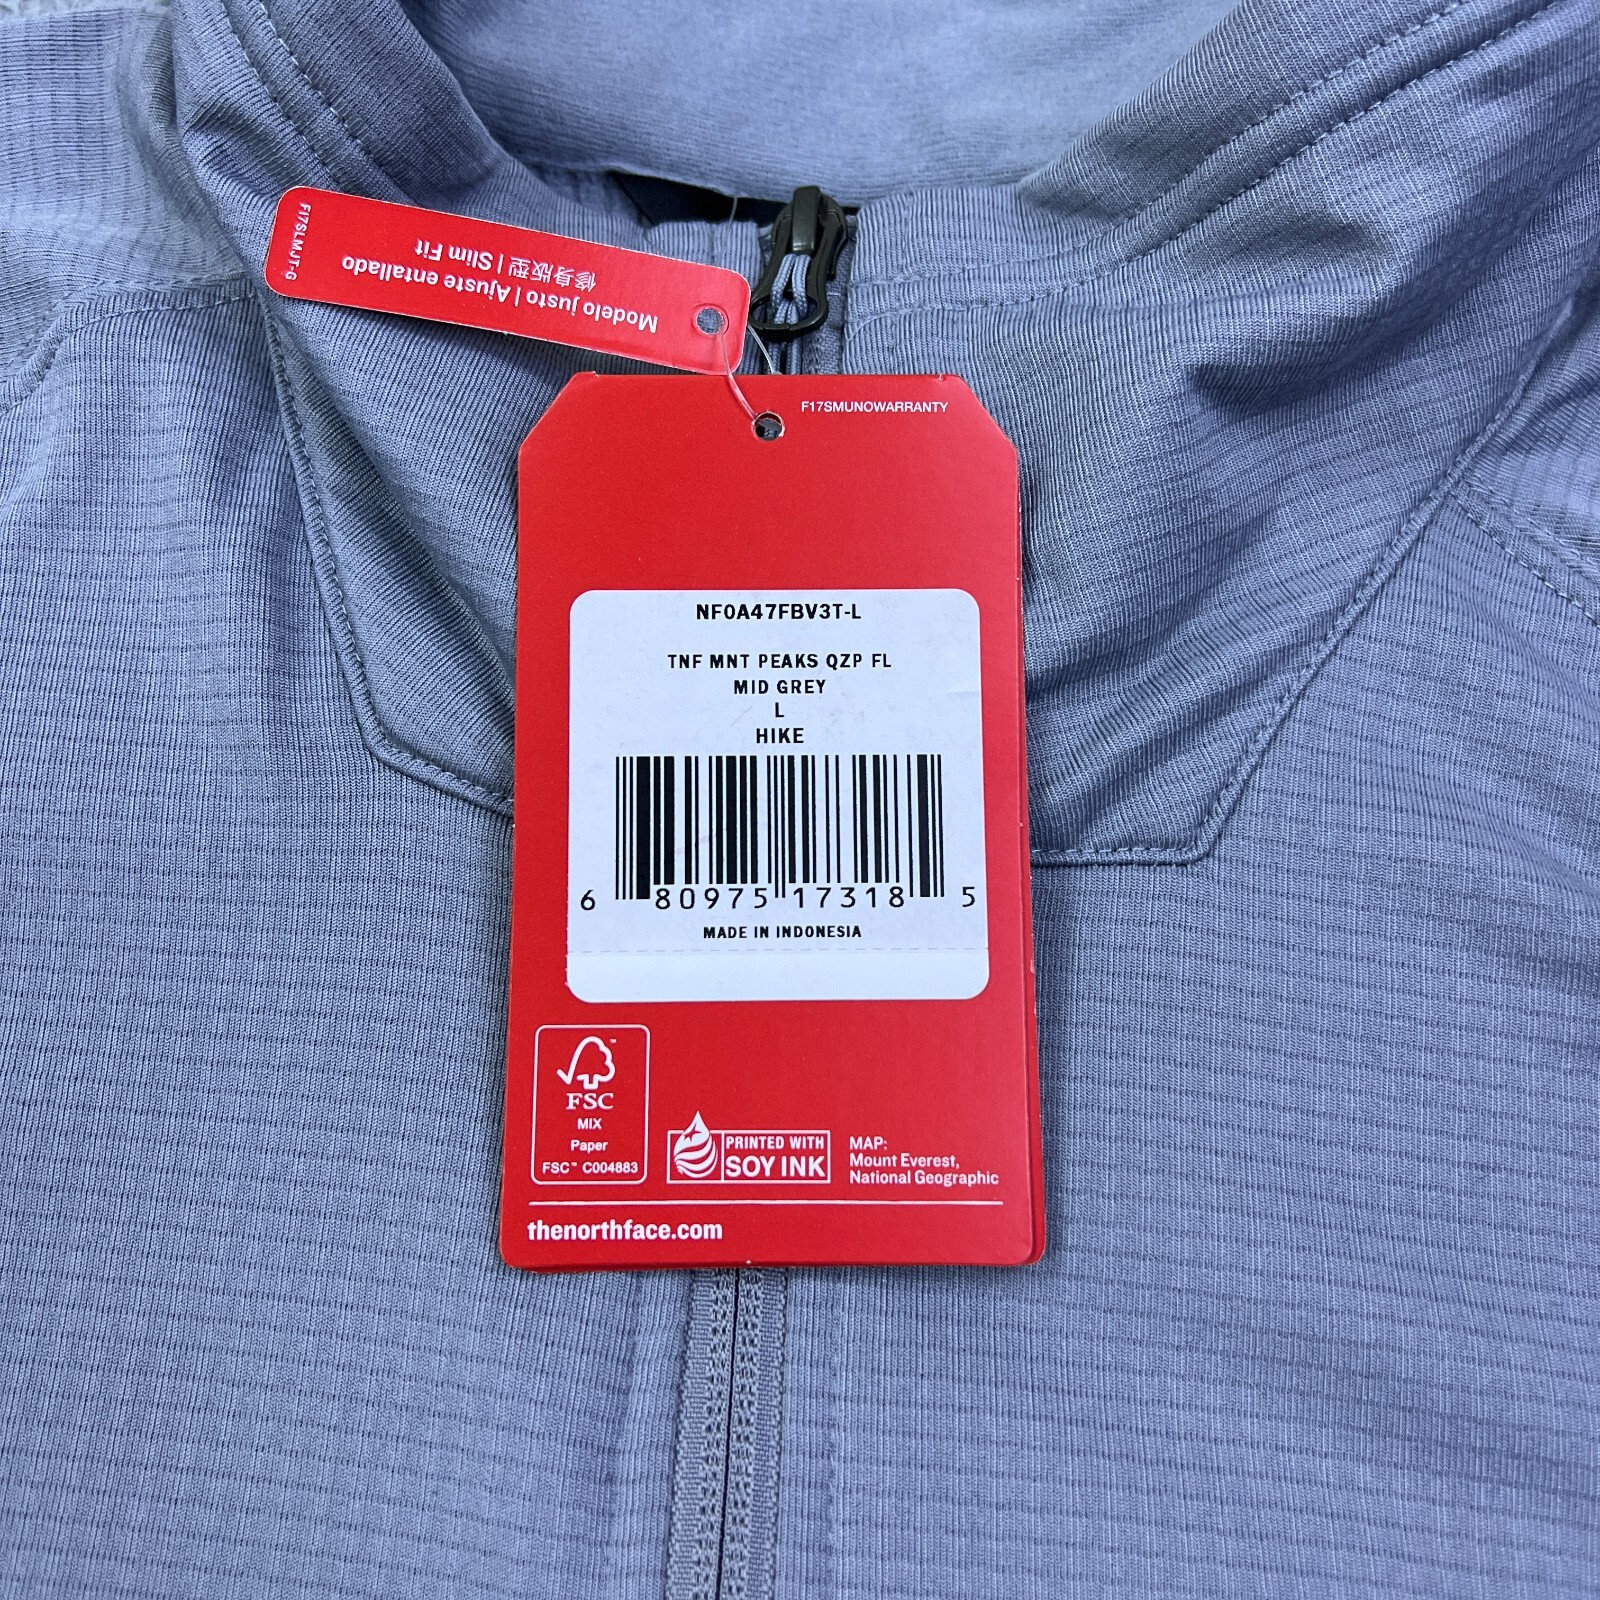 F17SLMJT-G
Modelo justo | Ajuste entallado
修身版型 | Slim Fit
F17SMUNOWARRANTY
NF0A47FBV3T-L
TNF MNT PEAKS QZP FL
MID GREY
L
HIKE
6 80975 17318 5
MADE IN INDONESIA
FSC
MIX
Paper
FSC™ C004883
PRINTED WITH
SOY INK
MAP:
Mount Everest,
National Geographic
thenorthface.com